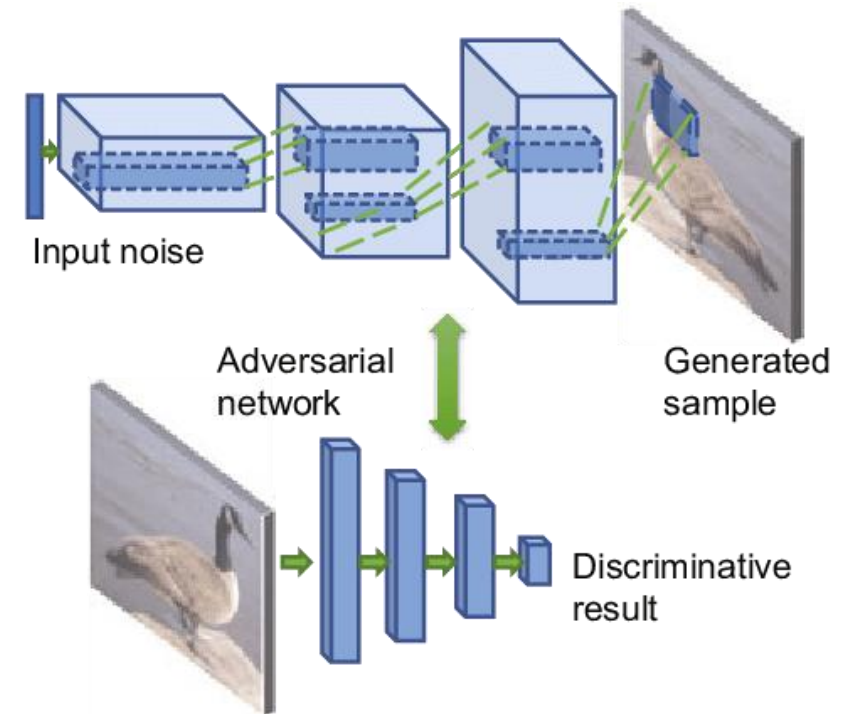 Input noise
Adversarial
network
Generated
sample
Discriminative
result